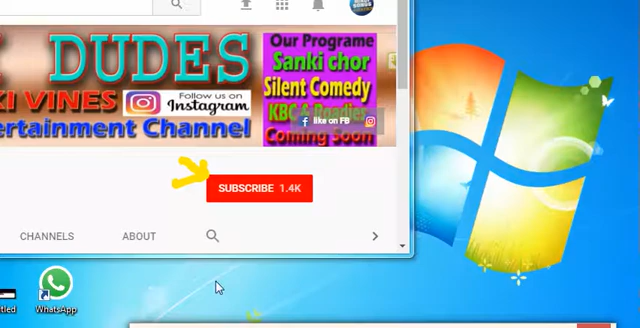 DUDES
KI VINES
Follow us on
Instagram
ertainment Channel
Our Programe
Sanki chor
Silent Comedy
KBC & Roadies
Coming Soon
like on FB
SUBSCRIBE 1.4K
CHANNELS
ABOUT
WhatsApp